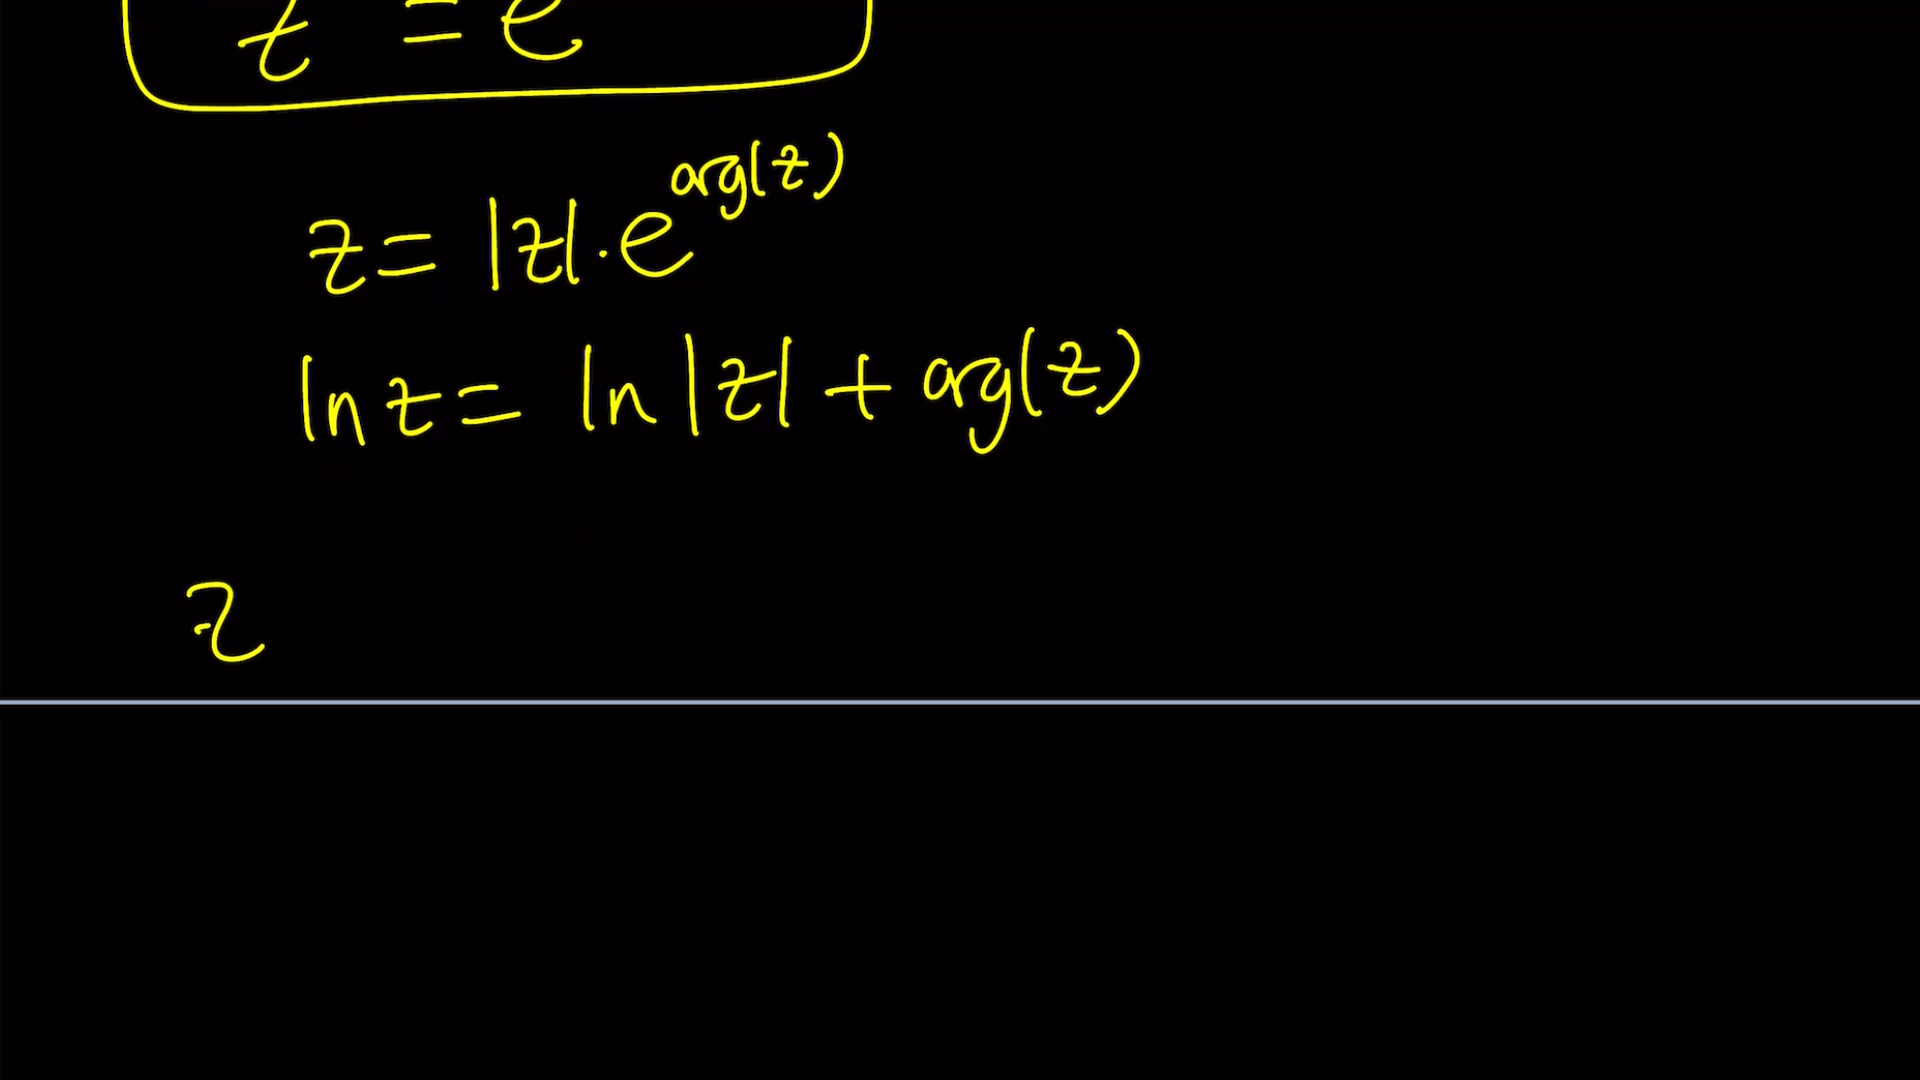 z = e
z = |z| · e^arg(z)
ln z = ln |z| + arg(z)
z